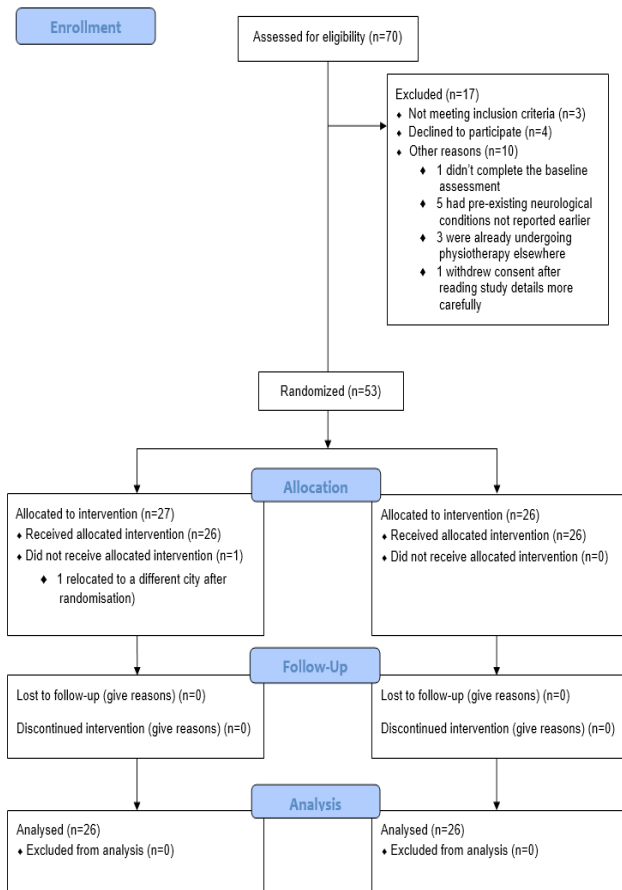 Enrollment
Assessed for eligibility (n=70)
Excluded (n=17)
⬧ Not meeting inclusion criteria (n=3)
⬧ Declined to participate (n=4)
⬧ Other reasons (n=10)
⬧ 1 didn't complete the baseline
assessment
⬧ 5 had pre-existing neurological
conditions not reported earlier
⬧ 3 were already undergoing
physiotherapy elsewhere
⬧ 1 withdrew consent after
reading study details more
carefully
Randomized (n=53)
Allocation
Allocated to intervention (n=27)
⬧ Received allocated intervention (n=26)
⬧ Did not receive allocated intervention (n=1)
⬧ 1 relocated to a different city after
randomisation)
Allocated to intervention (n=26)
⬧ Received allocated intervention (n=26)
⬧ Did not receive allocated intervention (n=0)
Follow-Up
Lost to follow-up (give reasons) (n=0)
Discontinued intervention (give reasons) (n=0)
Lost to follow-up (give reasons) (n=0)
Discontinued intervention (give reasons) (n=0)
Analysis
Analysed (n=26)
⬧ Excluded from analysis (n=0)
Analysed (n=26)
⬧ Excluded from analysis (n=0)